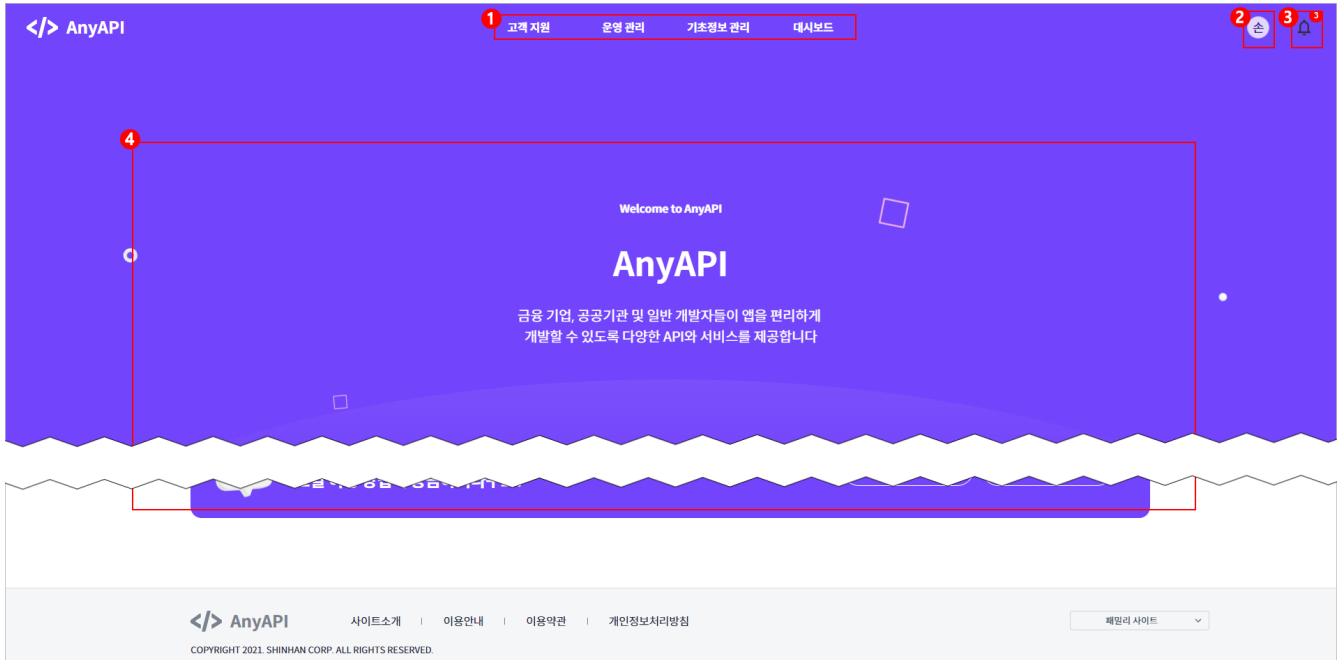 </> AnyAPI
1 고객 지원 운영 관리 기초정보 관리 대시보드
2 손 3 3
4
Welcome to AnyAPI
AnyAPI
금융 기업, 공공기관 및 일반 개발자들이 앱을 편리하게
개발할 수 있도록 다양한 API와 서비스를 제공합니다
</> AnyAPI 사이트소개 | 이용안내 | 이용약관 | 개인정보처리방침 패밀리 사이트
COPYRIGHT 2021. SHINHAN CORP. ALL RIGHTS RESERVED.